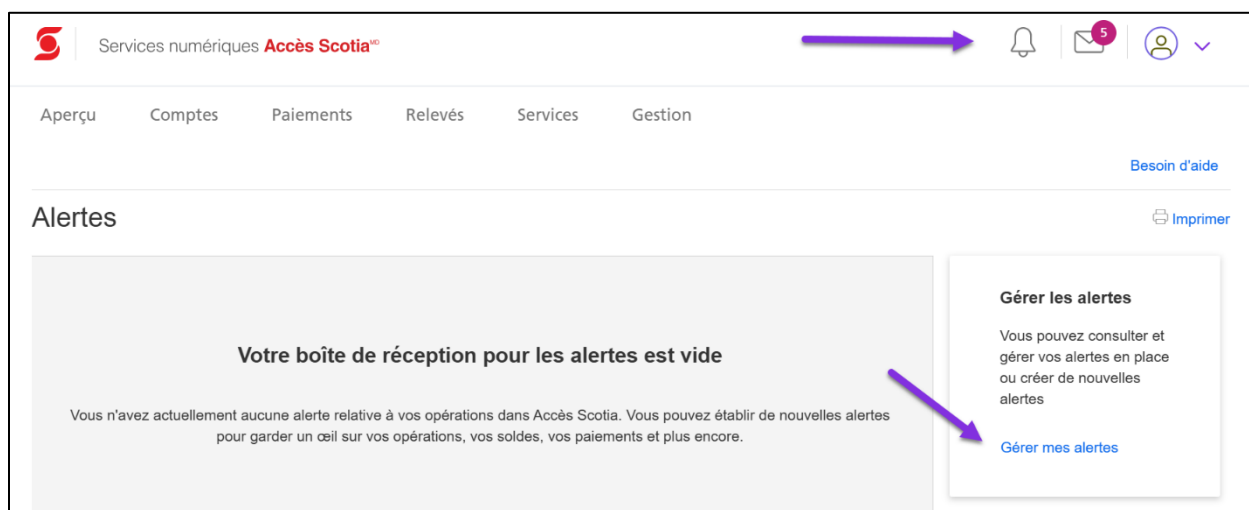 Services numériques Accès Scotia MD
5
Aperçu Comptes Paiements Relevés Services Gestion
Besoin d'aide
Alertes
Imprimer
Votre boîte de réception pour les alertes est vide
Vous n'avez actuellement aucune alerte relative à vos opérations dans Accès Scotia. Vous pouvez établir de nouvelles alertes
pour garder un œil sur vos opérations, vos soldes, vos paiements et plus encore.
Gérer les alertes
Vous pouvez consulter et
gérer vos alertes en place
ou créer de nouvelles
alertes
Gérer mes alertes